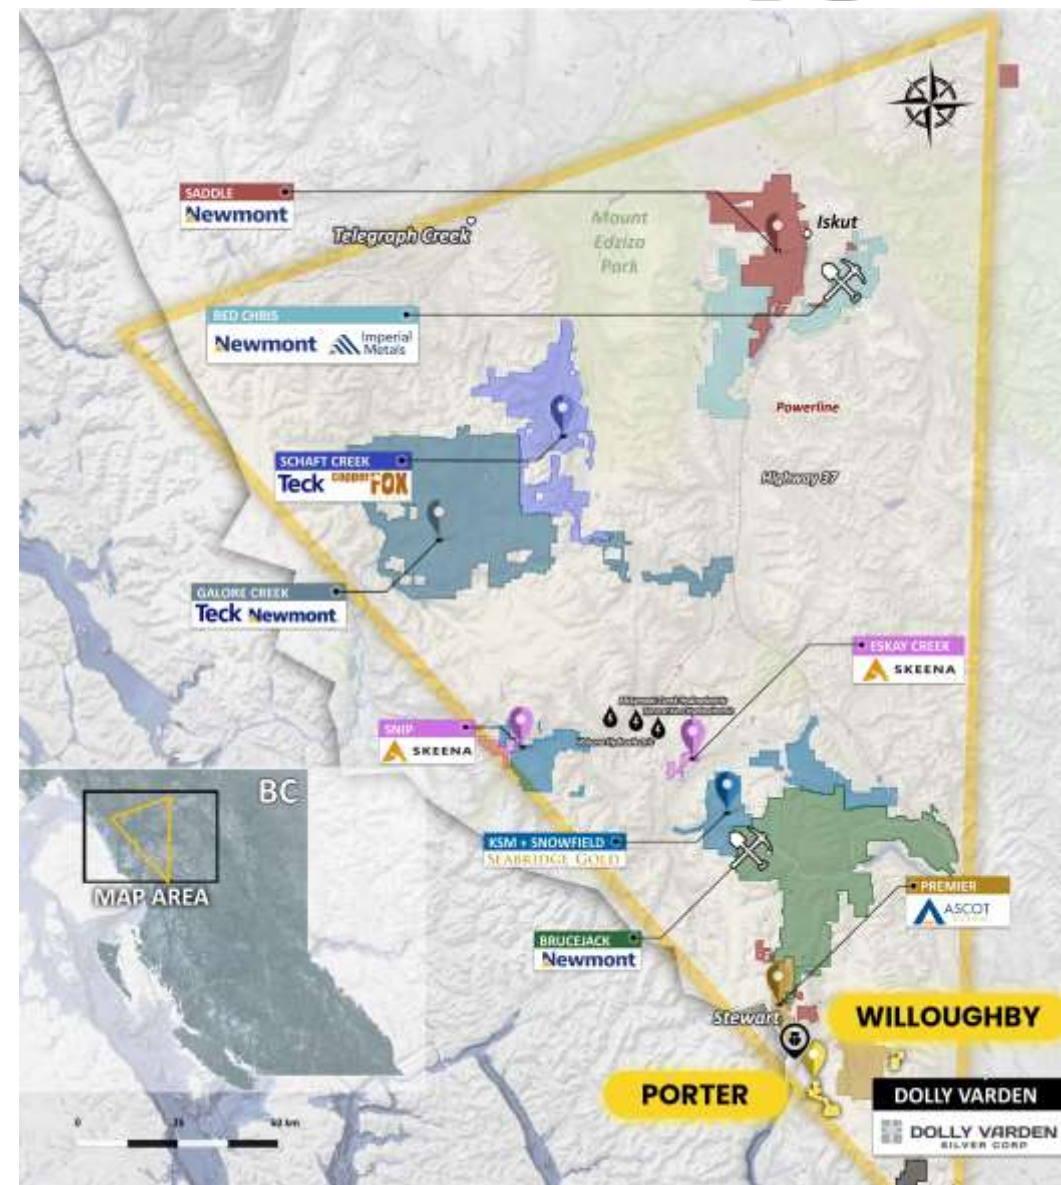 SADDLE
Newmont
Telegraph Creek
Mount
Edziza
Park
Iskut
RED CHRIS
Newmont
Imperial
Metals
Powerline
SCHAFT CREEK
Teck
copper
FOX
Highway 37
GALORE CREEK
Teck Newmont
ESKAY CREEK
SKEENA
SNIP
SKEENA
BC
MAP AREA
KSM + SNOWFIELD
SEABRIDGE GOLD
PREMIER
ASCOT
BRUCEJACK
Newmont
Stewart
WILLOUGHBY
PORTER
DOLLY VARDEN
DOLLY VARDEN
SILVER CORP
0
25
50 km